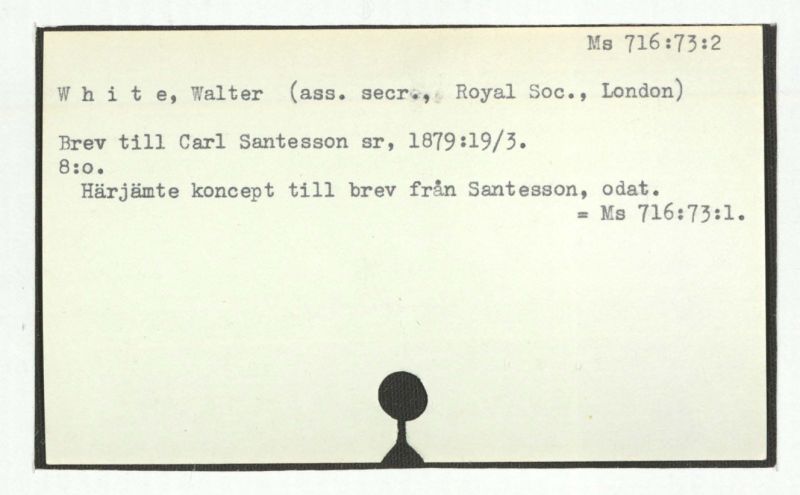 Ms 716:73:2
W h i t e, Walter (ass. secr., Royal Soc., London)
Brev till Carl Santesson sr, 1879:19/3.
8:o.
Härjämte koncept till brev från Santesson, odat.
= Ms 716:73:1.